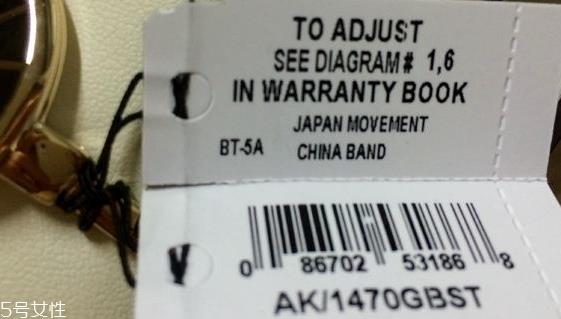 TO ADJUST
SEE DIAGRAM# 1,6
IN WARRANTY BOOK
JAPAN MOVEMENT
BT-5A CHINA BAND
0 86702 53186 8
AK/1470GBST
5号女性